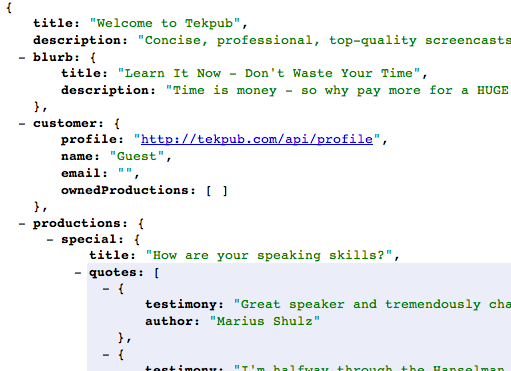 {
title: "Welcome to Tekpub",
description: "Concise, professional, top-quality screencasts
- blurb: {
title: "Learn It Now - Don't Waste Your Time",
description: "Time is money - so why pay more for a HUGE
},
- customer: {
profile: "http://tekpub.com/api/profile",
name: "Guest",
email: "",
ownedProductions: [ ]
},
- productions: {
- special: {
title: "How are your speaking skills?",
- quotes: [
- {
testimony: "Great speaker and tremendously cha
author: "Marius Shulz"
},
- {
testimony: "I'm halfway through the Hanselman